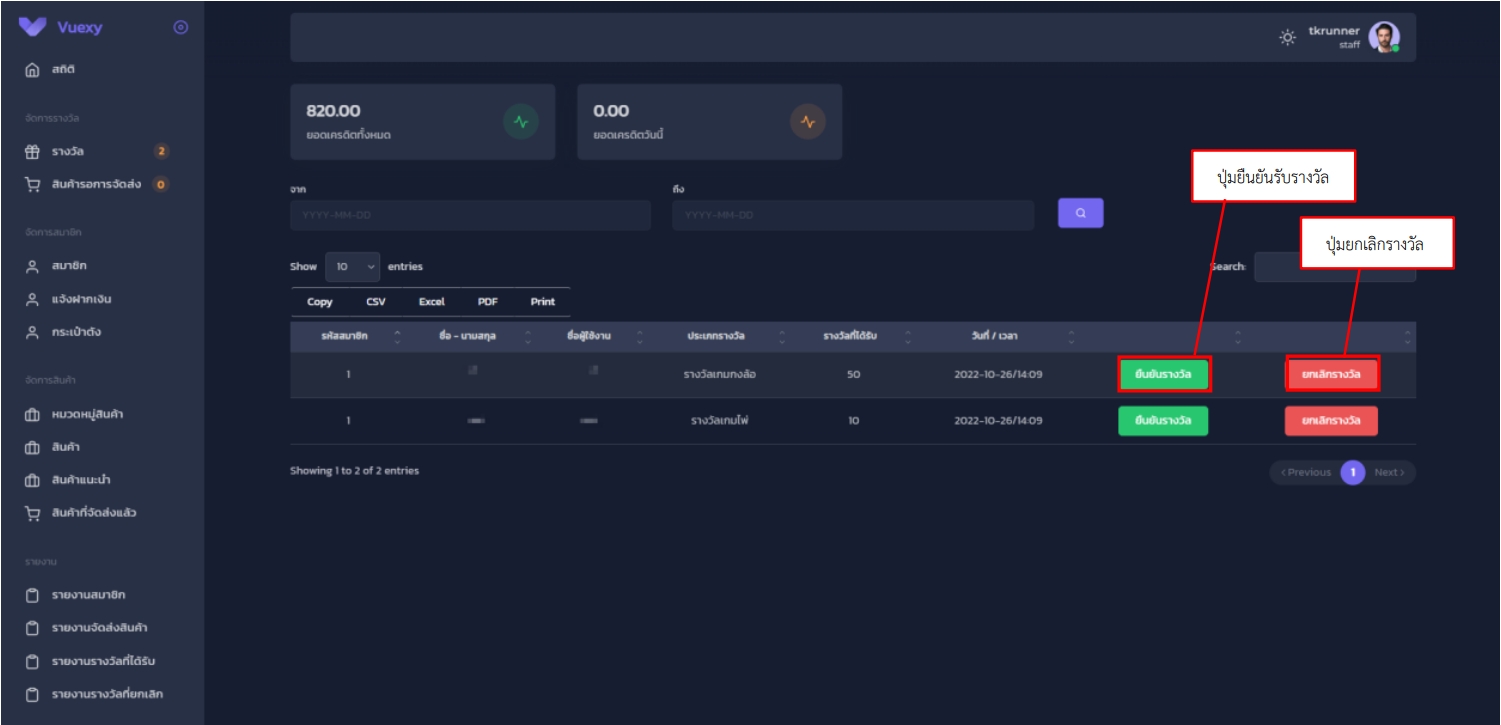 Vuexy
สถิติ
จัดการรางวัล
รางวัล 2
สินค้ารอการจัดส่ง 0
จัดการสมาชิก
สมาชิก
แจ้งฝากเงิน
กระเป๋าตัง
จัดการสินค้า
หมวดหมู่สินค้า
สินค้า
สินค้าแนะนำ
สินค้าที่จัดส่งแล้ว
รายงาน
รายงานสมาชิก
รายงานจัดส่งสินค้า
รายงานรางวัลที่ได้รับ
รายงานรางวัลที่ยกเลิก
tkrunner
staff
820.00
ยอดเครดิตทั้งหมด
0.00
ยอดเครดิตวันนี้
ปุ่มยืนยันรับรางวัล
ปุ่มยกเลิกรางวัล
จาก ถึง
YYYY-MM-DD YYYY-MM-DD
Show 10 entries Search:
Copy CSV Excel PDF Print
รหัสสมาชิก ชื่อ - นามสกุล ชื่อผู้ใช้งาน ประเภทรางวัล รางวัลที่ได้รับ วันที่ / เวลา
1 รางวัลเกมกงล้อ 50 2022-10-26/14:09 ยืนยันรางวัล ยกเลิกรางวัล
1 รางวัลเกมไพ่ 10 2022-10-26/14:09 ยืนยันรางวัล ยกเลิกรางวัล
Showing 1 to 2 of 2 entries
Previous 1 Next